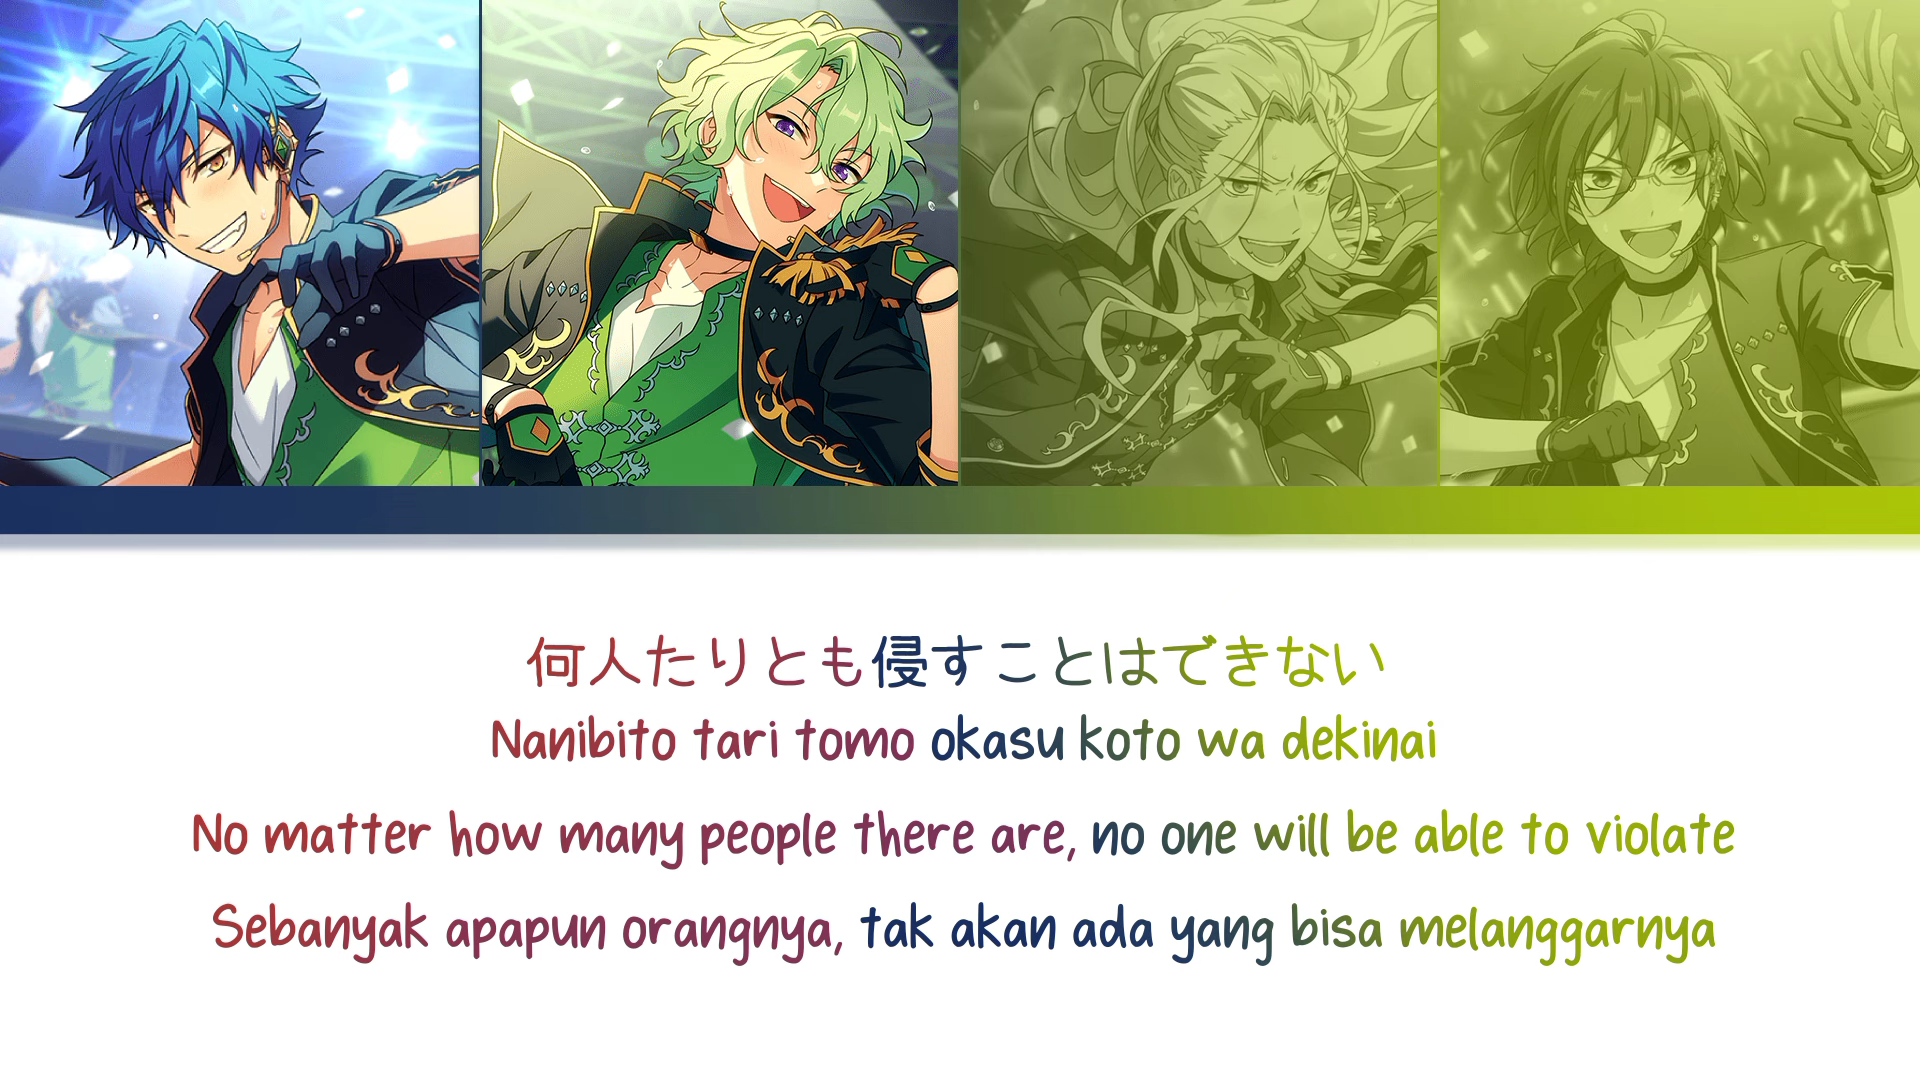 何人たりとも侵すことはできない
Nanibito tari tomo okasu koto wa dekinai
No matter how many people there are, no one will be able to violate
Sebanyak apapun orangnya, tak akan ada yang bisa melanggarnya